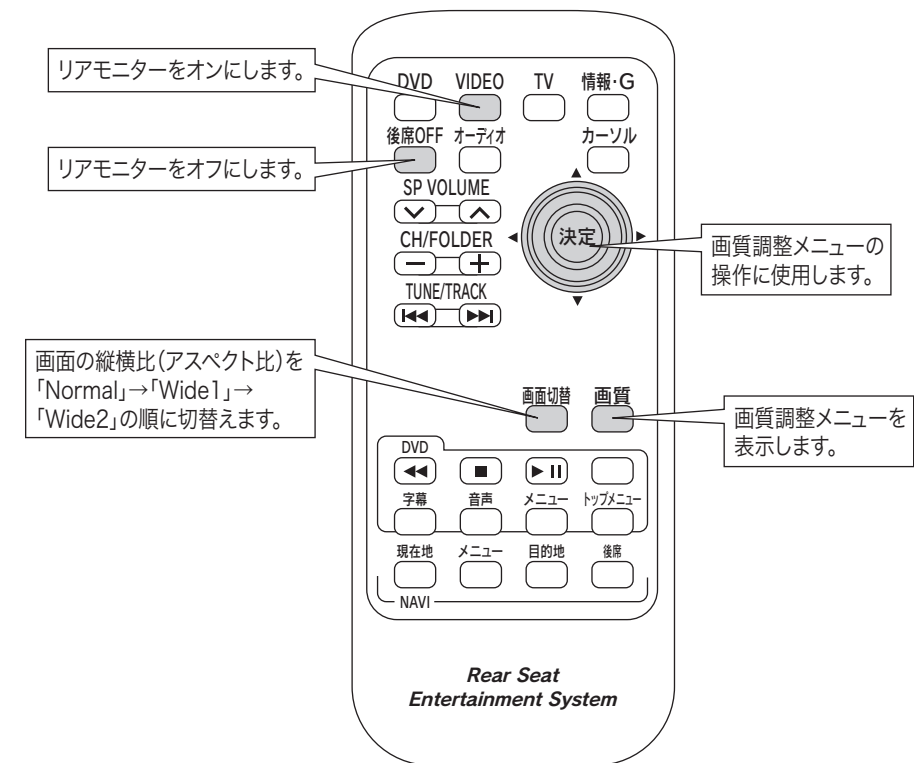 リアモニターをオンにします。
DVD VIDEO TV 情報・G
後席OFF オーディオ カーソル
リアモニターをオフにします。
SP VOLUME
決定
CH/FOLDER
画質調整メニューの
操作に使用します。
TUNE/TRACK
画面の縦横比(アスペクト比)を
「Normal」→「Wide1」→
「Wide2」の順に切替えます。
画面切替 画質
画質調整メニューを
表示します。
DVD
字幕 音声 メニュー トップメニュー
現在地 メニュー 目的地 後席
NAVI
Rear Seat
Entertainment System